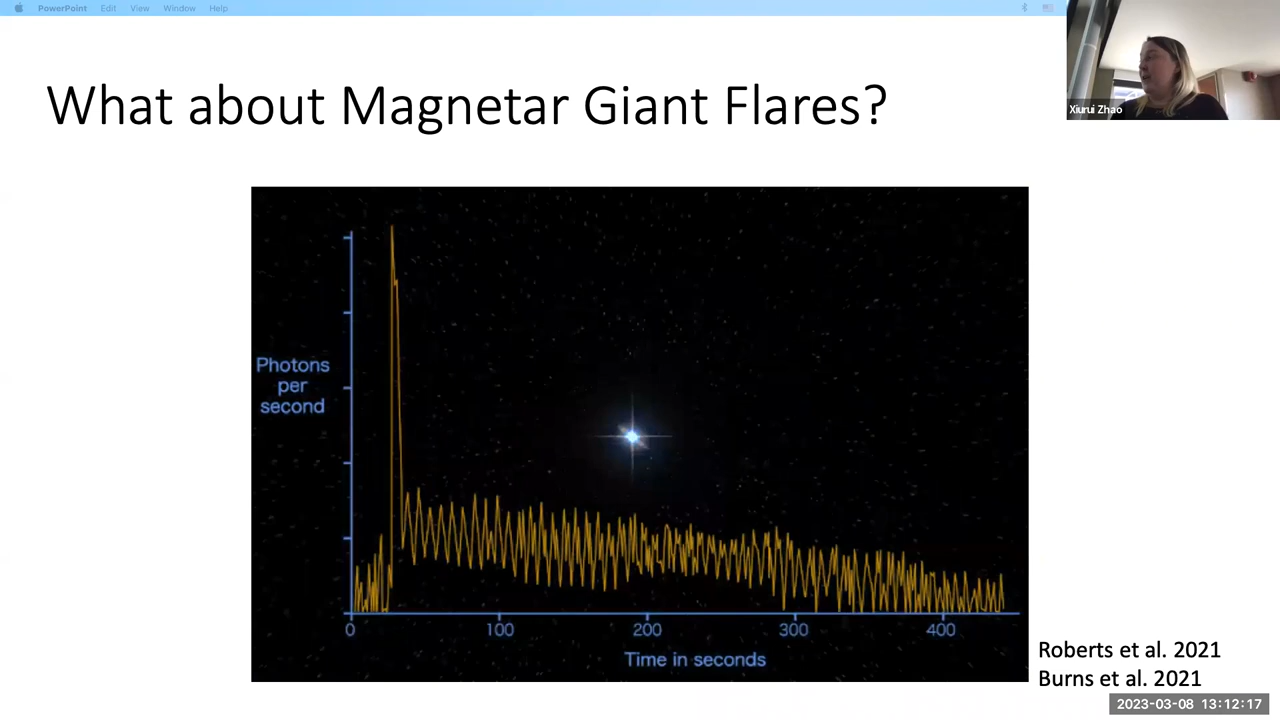 PowerPoint Edit View Window Help
Xiurui Zhao
What about Magnetar Giant Flares?
Photons
per
second
0 100 200 300 400
Time in seconds
Roberts et al. 2021
Burns et al. 2021
2023-03-08 13:12:17